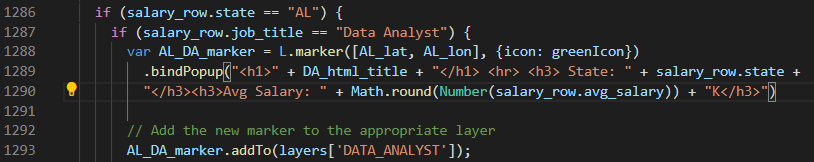 1286 if (salary_row.state == "AL") {
1287 if (salary_row.job_title == "Data Analyst") {
1288 var AL_DA_marker = L.marker([AL_lat, AL_lon], {icon: greenIcon})
1289 .bindPopup("<h1>" + DA_html_title + "</h1> <hr> <h3> State: " + salary_row.state +
1290 "</h3><h3>Avg Salary: " + Math.round(Number(salary_row.avg_salary)) + "K</h3>")
1291
1292 // Add the new marker to the appropriate layer
1293 AL_DA_marker.addTo(layers['DATA_ANALYST']);